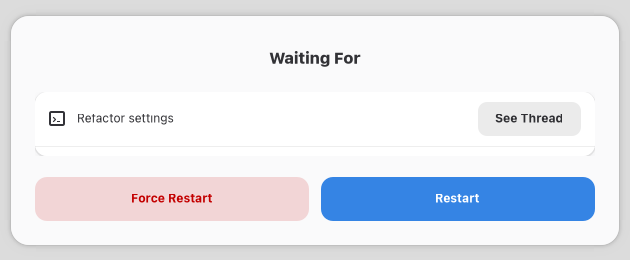 Waiting For
Refactor settings
See Thread
Force Restart
Restart